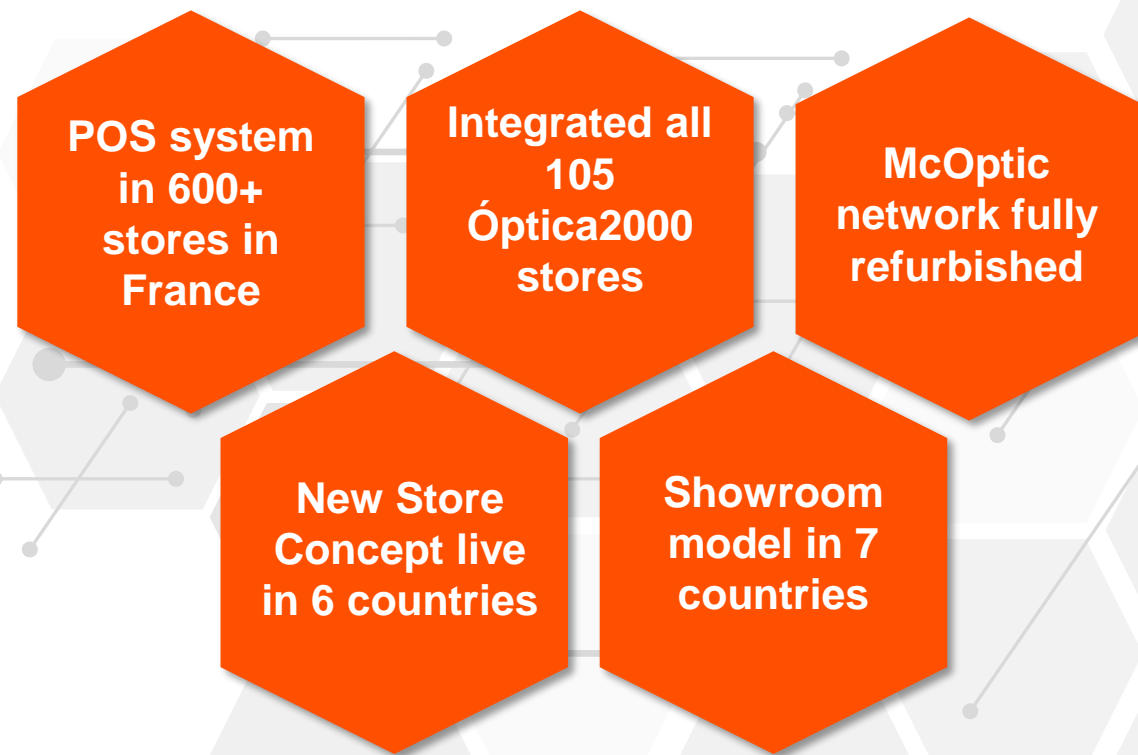 POS system
in 600+
stores in
France
Integrated all
105
Óptica2000
stores
McOptic
network fully
refurbished
New Store
Concept live
in 6 countries
Showroom
model in 7
countries